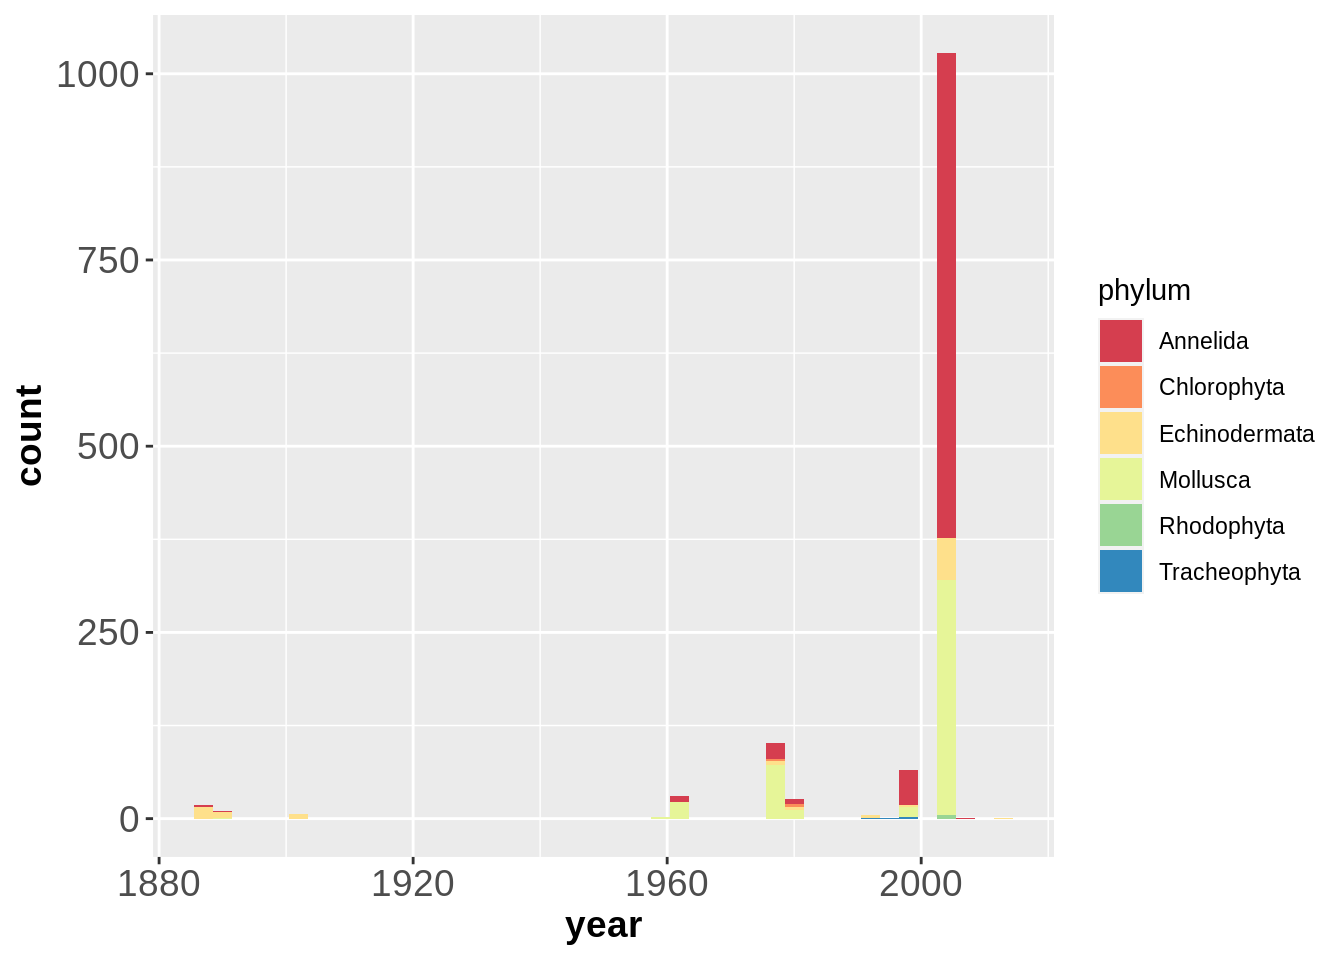 1000
750
500
250
0
count
1880 1920 1960 2000
year
phylum
Annelida
Chlorophyta
Echinodermata
Mollusca
Rhodophyta
Tracheophyta